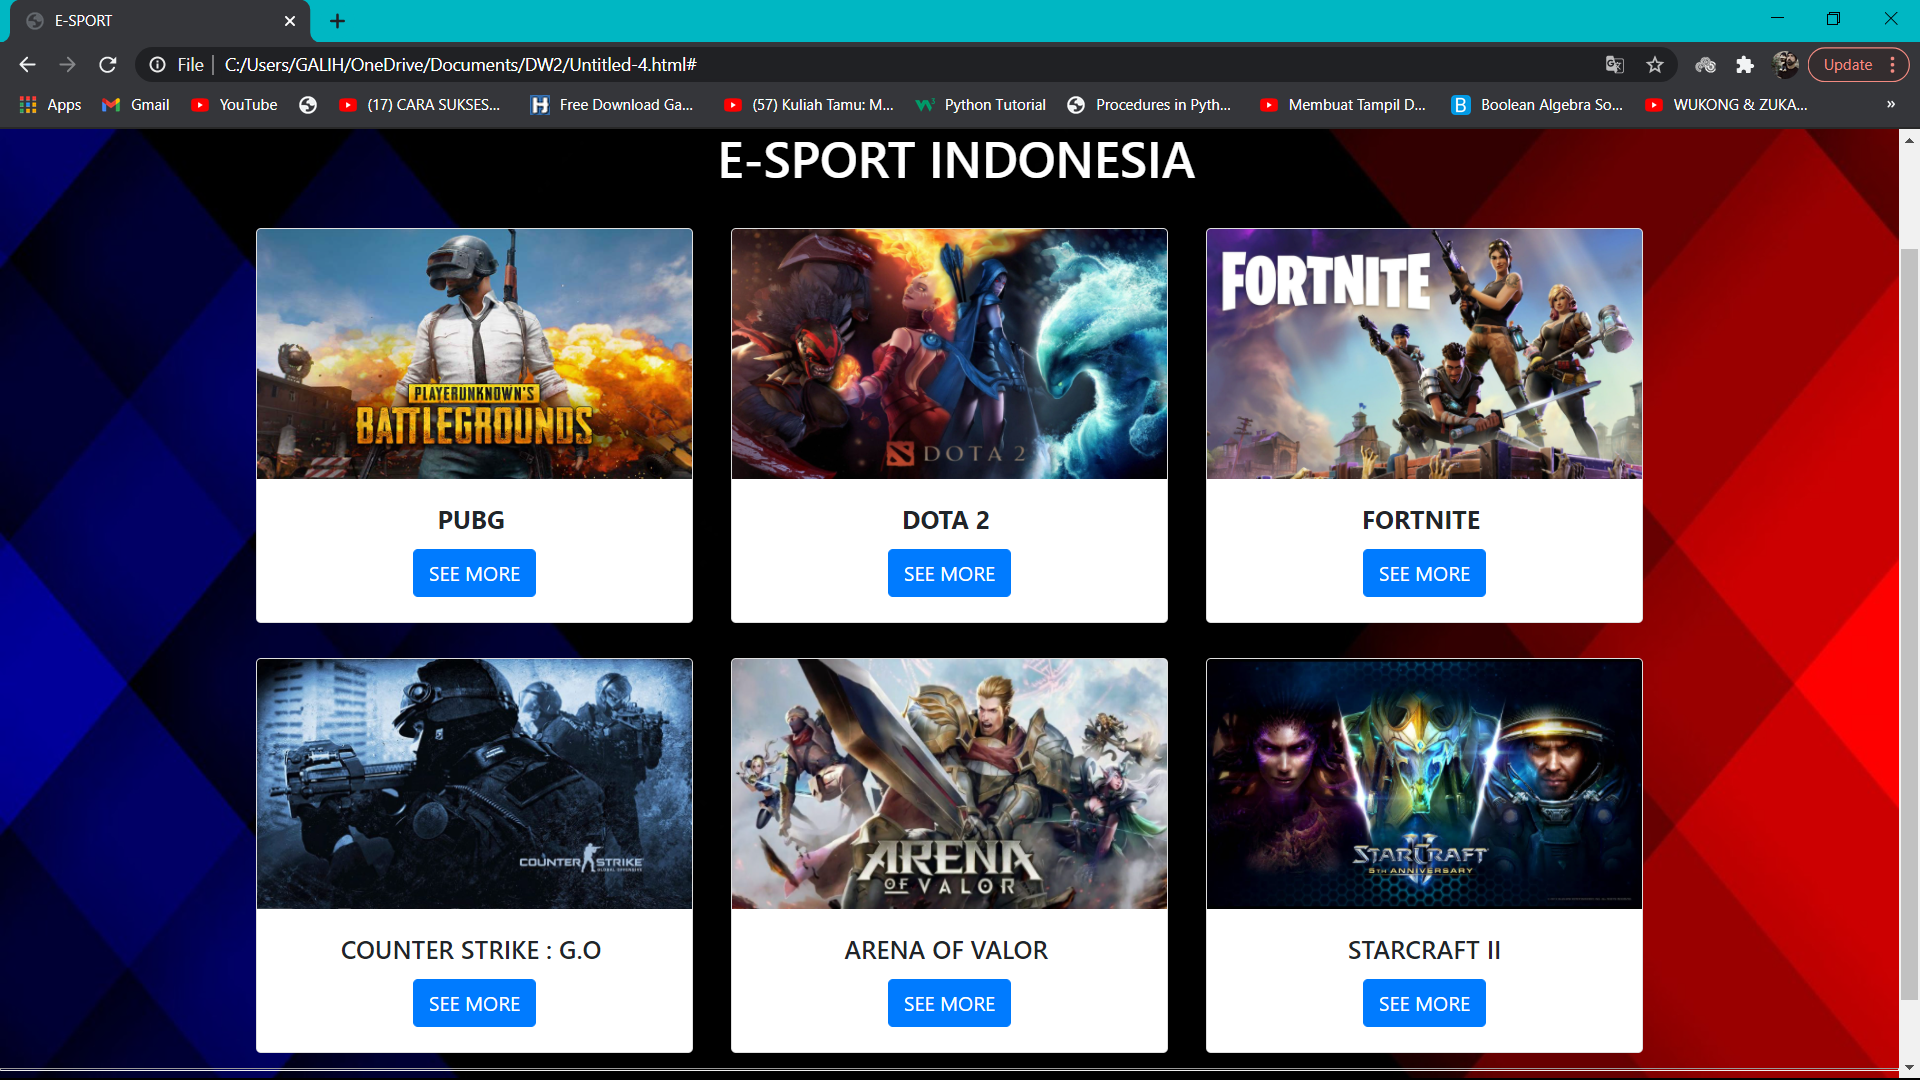 E-SPORT
File
C:/Users/GALIH/OneDrive/Documents/DW2/Untitled-4.html#
Update
Apps
Gmail
YouTube
(17) CARA SUKSES...
Free Download Ga...
(57) Kuliah Tamu: M...
Python Tutorial
Procedures in Pyth...
Membuat Tampil D...
Boolean Algebra So...
WUKONG & ZUKA...
»
E-SPORT INDONESIA
PLAYERUNKNOWN'S
BATTLEGROUNDS
DOTA 2
FORTNITE
PUBG
DOTA 2
FORTNITE
SEE MORE
SEE MORE
SEE MORE
COUNTER STRIKE
GLOBAL OFFENSIVE
ARENA
OF VALOR
STARCRAFT
II
5TH ANNIVERSARY
COUNTER STRIKE : G.O
ARENA OF VALOR
STARCRAFT II
SEE MORE
SEE MORE
SEE MORE